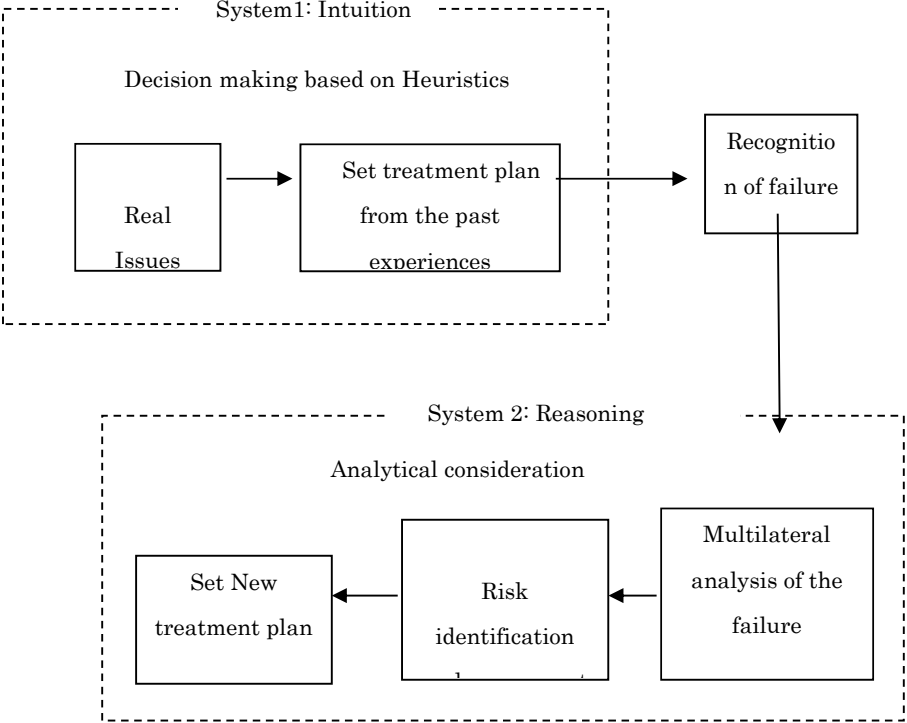 System1: Intuition
Decision making based on Heuristics
Real
Issues
Set treatment plan
from the past
experiences
Recognitio
n of failure
System 2: Reasoning
Analytical consideration
Multilateral
analysis of the
failure
Risk
identification
Set New
treatment plan